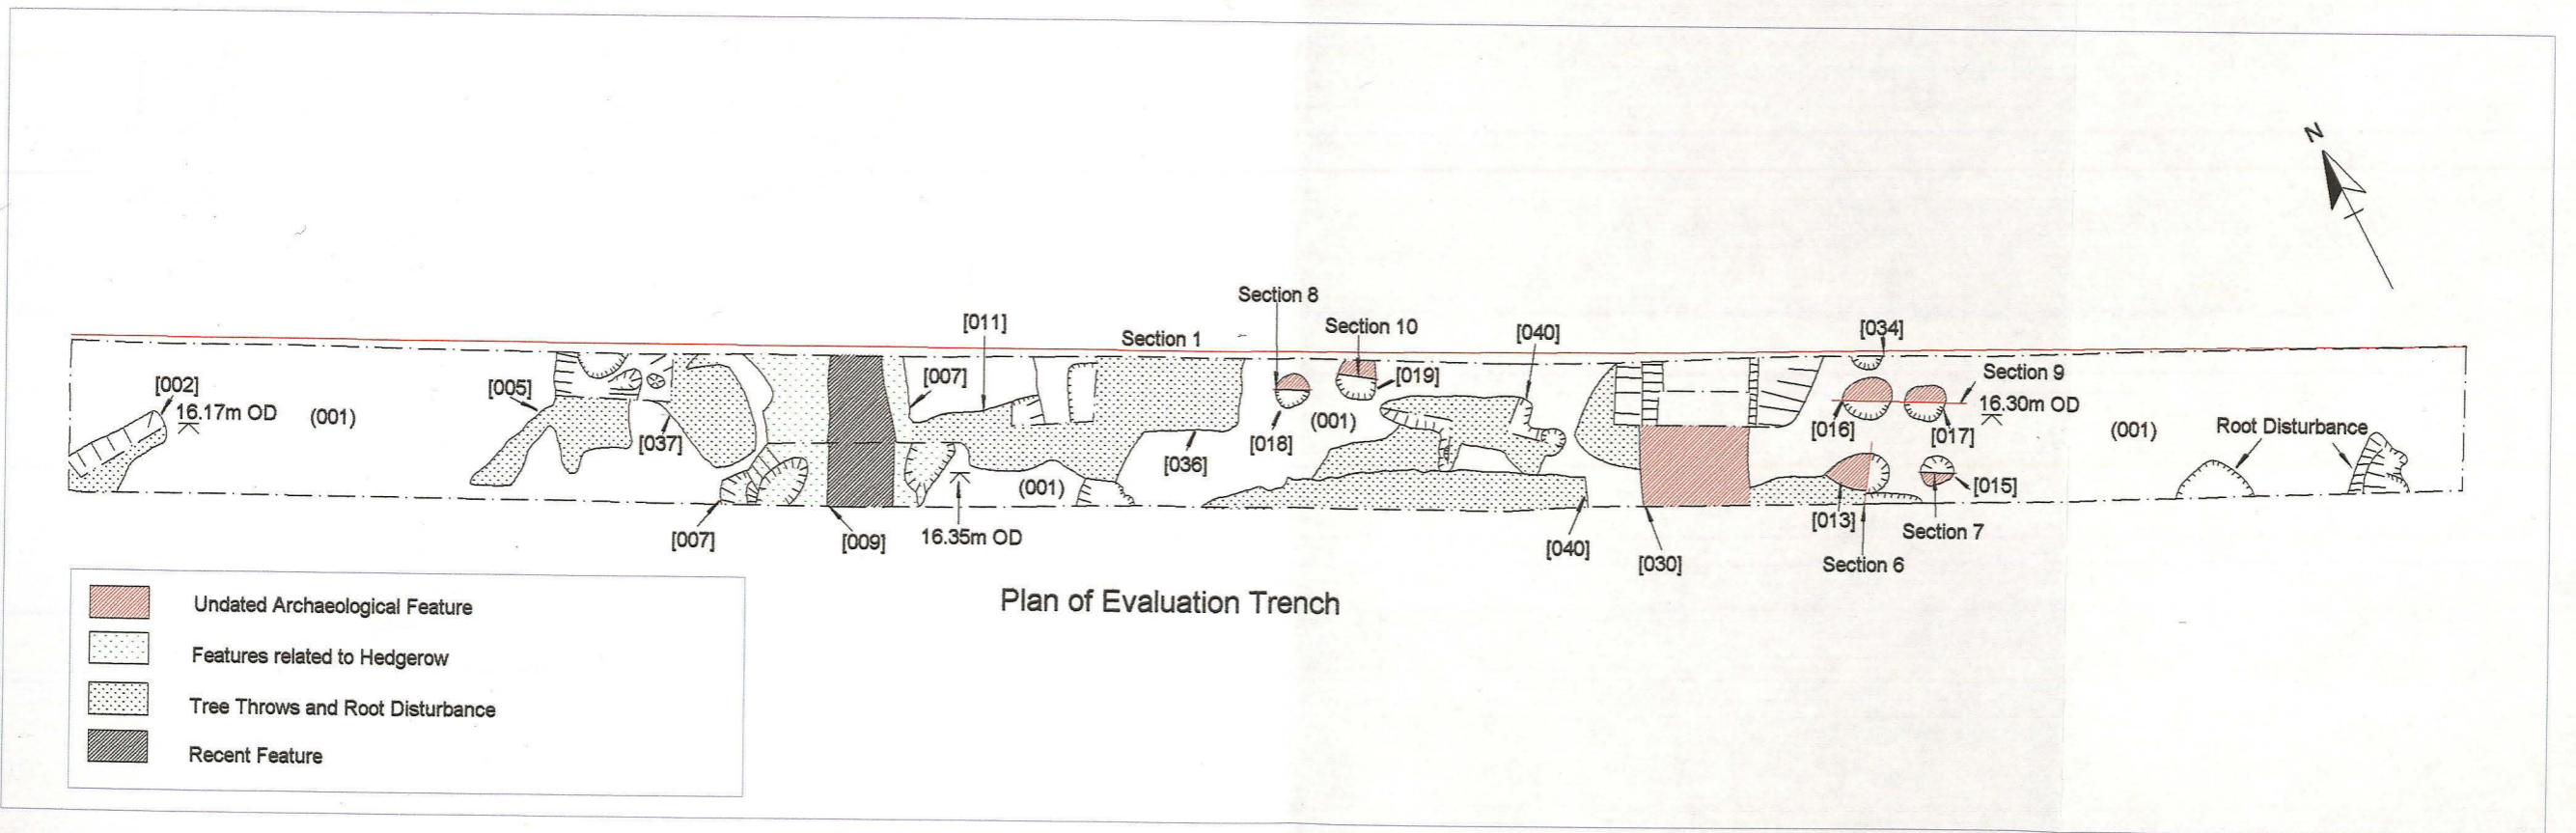 N
Section 8
[011]
Section 1
Section 10
[040]
[034]
[002]
16.17m OD
(001)
[005]
[037]
[007]
[018]
(001)
[019]
[036]
Section 9
16.30m OD
[016]
[017]
(001)
Root Disturbance
(001)
[015]
[013]
Section 7
[007]
[009]
16.35m OD
[040]
[030]
Section 6
Plan of Evaluation Trench
Undated Archaeological Feature
Features related to Hedgerow
Tree Throws and Root Disturbance
Recent Feature